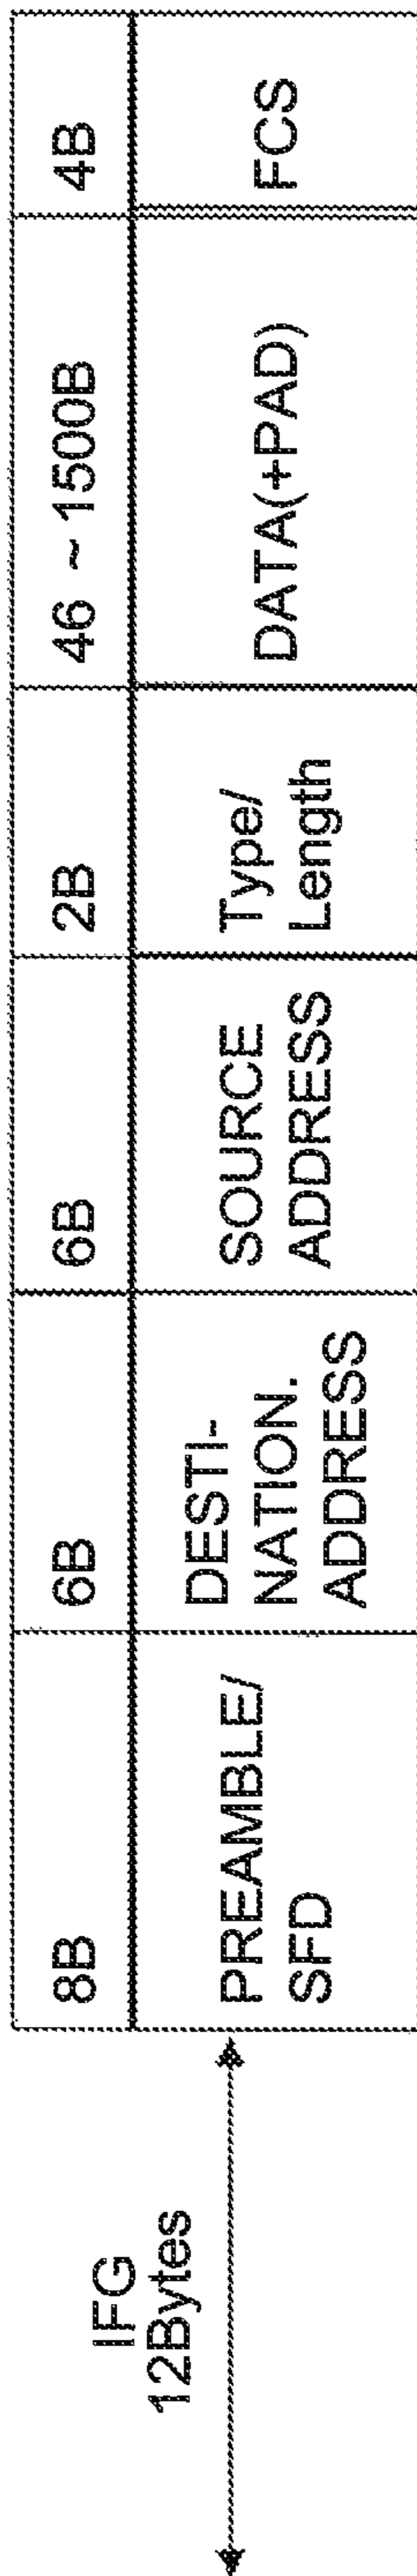 IFG
12Bytes
8B
6B
6B
2B
46 ~ 1500B
4B
PREAMBLE/
SFD
DESTI-
NATION.
ADDRESS
SOURCE
ADDRESS
Type/
Length
DATA(+PAD)
FCS